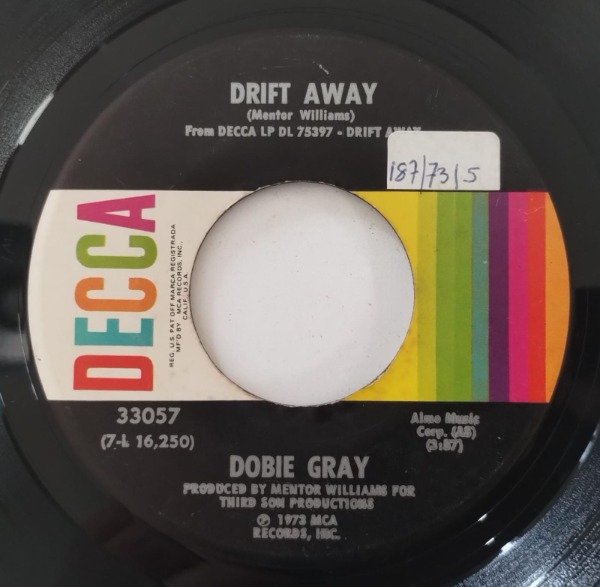 DRIFT AWAY
(Mentor Williams)
From DECCA LP DL 75397 - DRIFT AWAY
187/73/5
DECCA
REG. U.S. PAT OFF MARCA REGISTRADA
MF'D BY MCA RECORDS, INC.,
CALIF., U.S.A.
33057
(7-L 16,250)
Almo Music
Corp. (AS)
(3:57)
DOBIE GRAY
PRODUCED BY MENTOR WILLIAMS FOR
THIRD SON PRODUCTIONS
℗ 1973 MCA
RECORDS, INC.